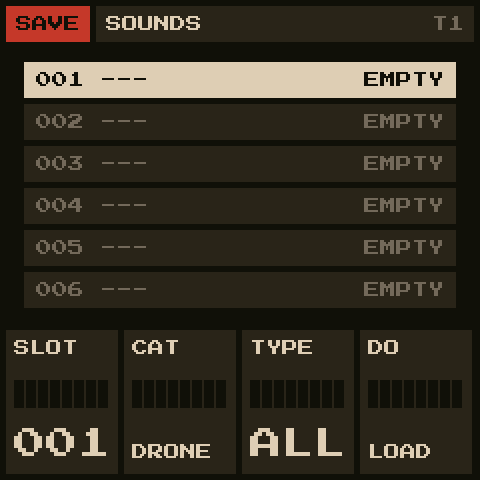 SAVE SOUNDS T1
001 --- EMPTY
002 --- EMPTY
003 --- EMPTY
004 --- EMPTY
005 --- EMPTY
006 --- EMPTY
SLOT CAT TYPE DO
001 DRONE ALL LOAD